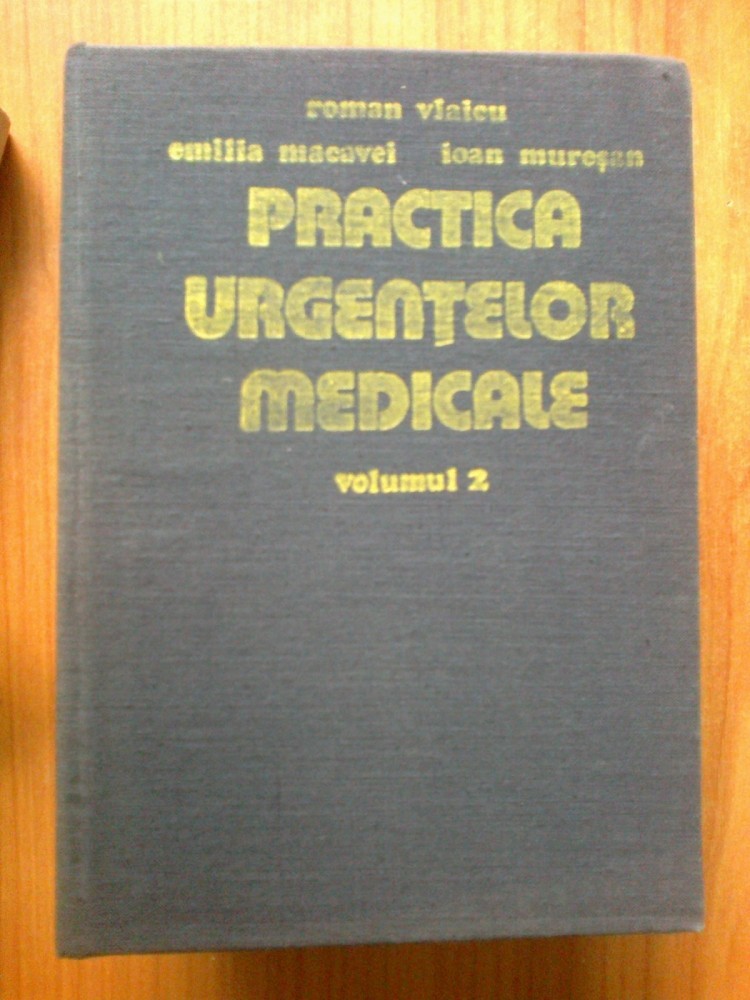 roman vlaicu
emilia macavei ioan mureşan
PRACTICA
URGENŢELOR
MEDICALE
volumul 2